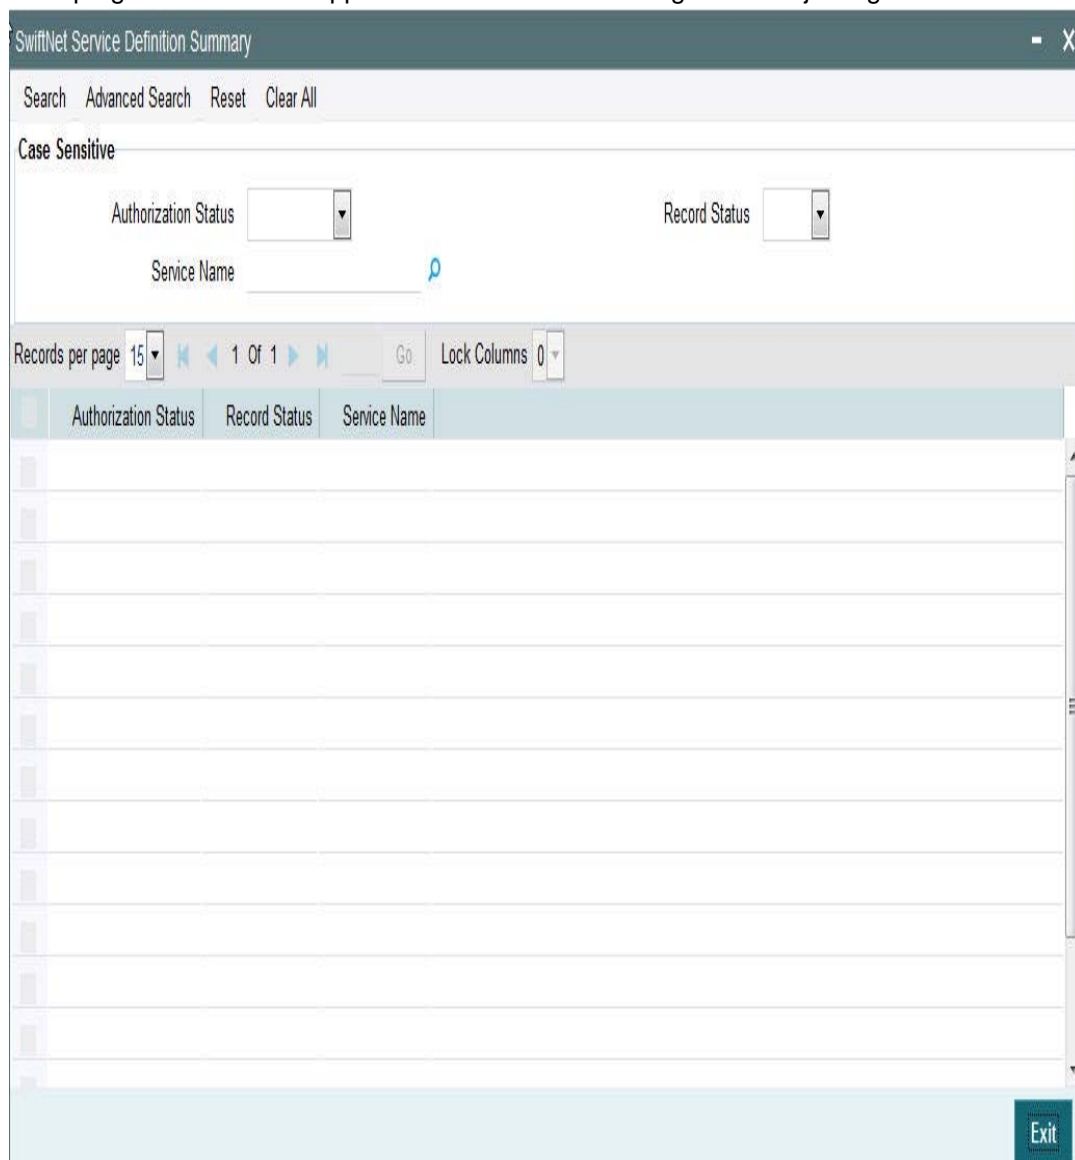 SwiftNet Service Definition Summary - X
Search Advanced Search Reset Clear All
Case Sensitive
Authorization Status Record Status
Service Name
Records per page 15 1 Of 1 Go Lock Columns 0
Authorization Status Record Status Service Name
Exit